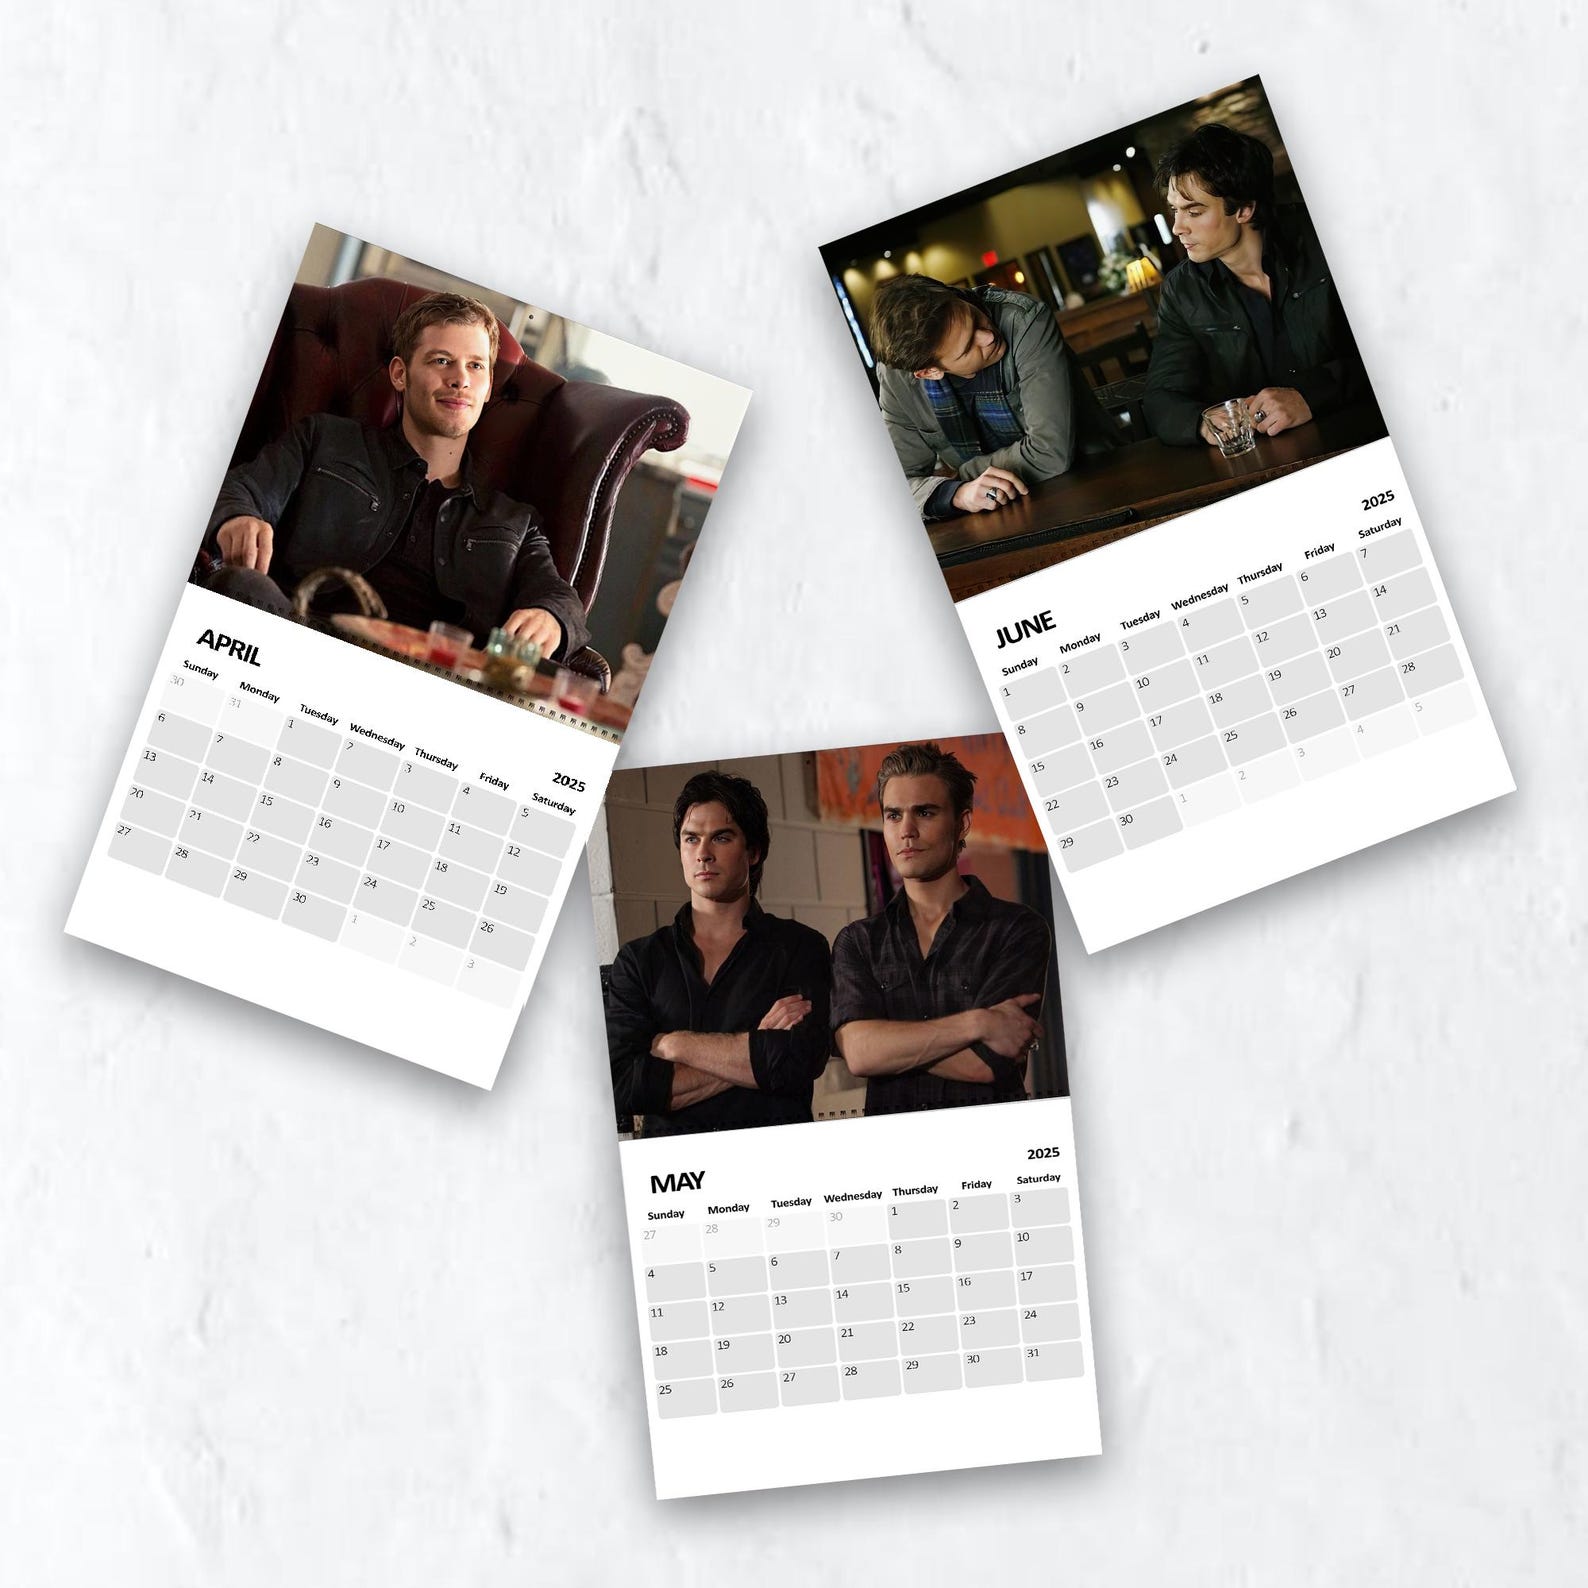 APRIL
2025
Sunday Monday Tuesday Wednesday Thursday Friday Saturday
30 31 1 2 3 4 5
6 7 8 9 10 11 12
13 14 15 16 17 18 19
20 21 22 23 24 25 26
27 28 29 30 1 2 3
JUNE
2025
Sunday Monday Tuesday Wednesday Thursday Friday Saturday
1 2 3 4 5 6 7
8 9 10 11 12 13 14
15 16 17 18 19 20 21
22 23 24 25 26 27 28
29 30 1 2 3 4 5
MAY
2025
Sunday Monday Tuesday Wednesday Thursday Friday Saturday
27 28 29 30 1 2 3
4 5 6 7 8 9 10
11 12 13 14 15 16 17
18 19 20 21 22 23 24
25 26 27 28 29 30 31